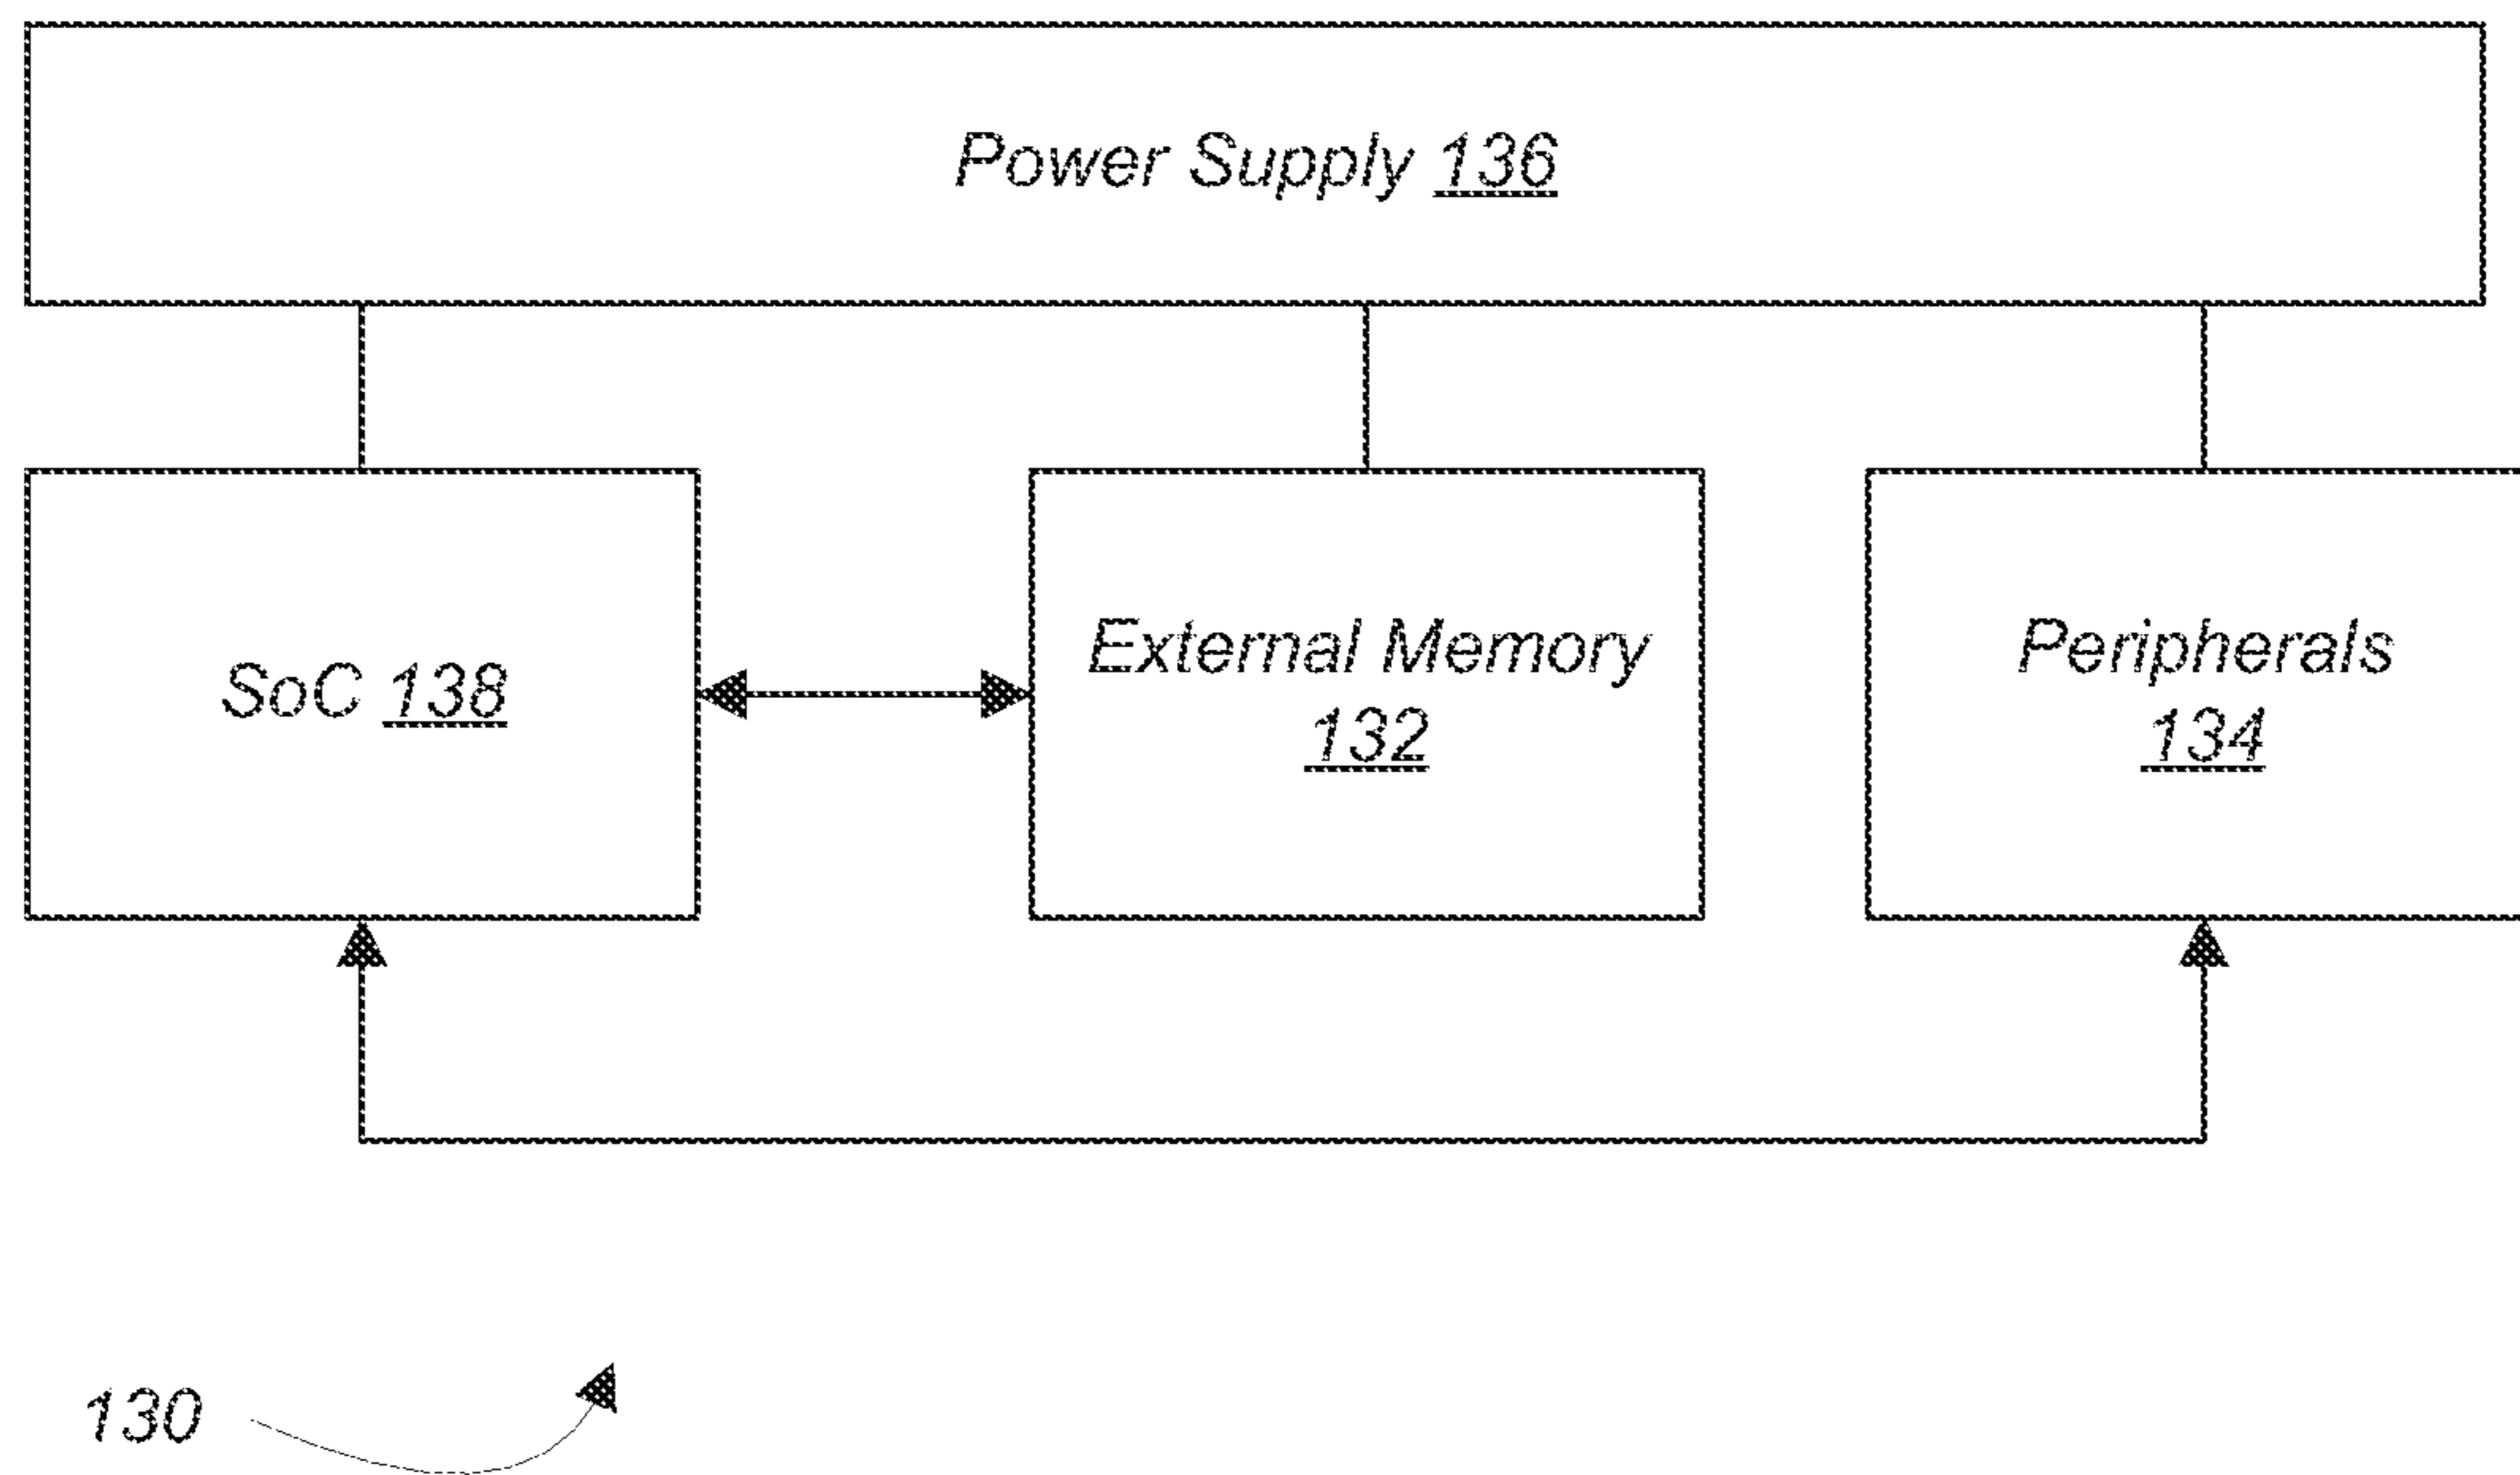 Power Supply 136
SoC 138
External Memory
132
Peripherals
134
130